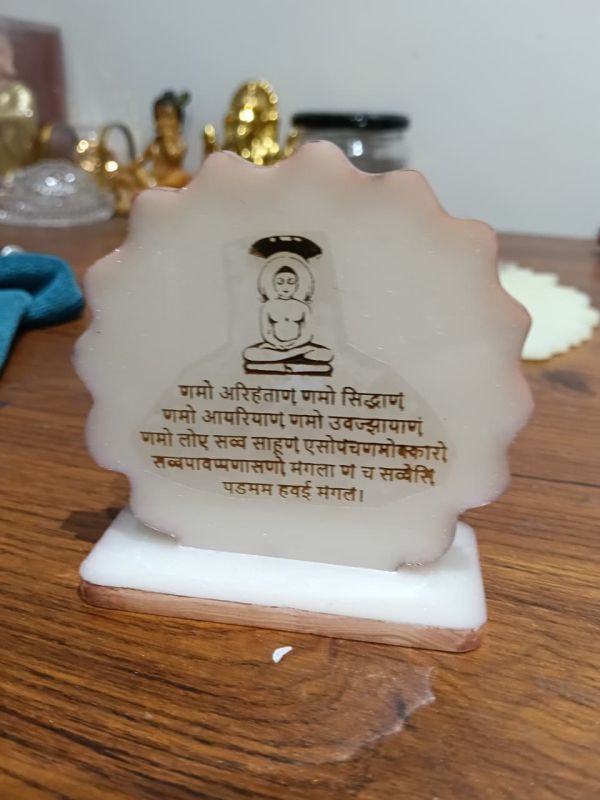 णमो अरिहंताणं, णमो सिद्धाणं,
णमो आयरियाणं, णमो उवज्झायाणं,
णमो लोए सव्व साहूणं, एसोपंचणमोक्कारो,
सव्वपावप्पणासणो, मंगला णं च सव्वेसिं,
पडमम हवई मंगलं।